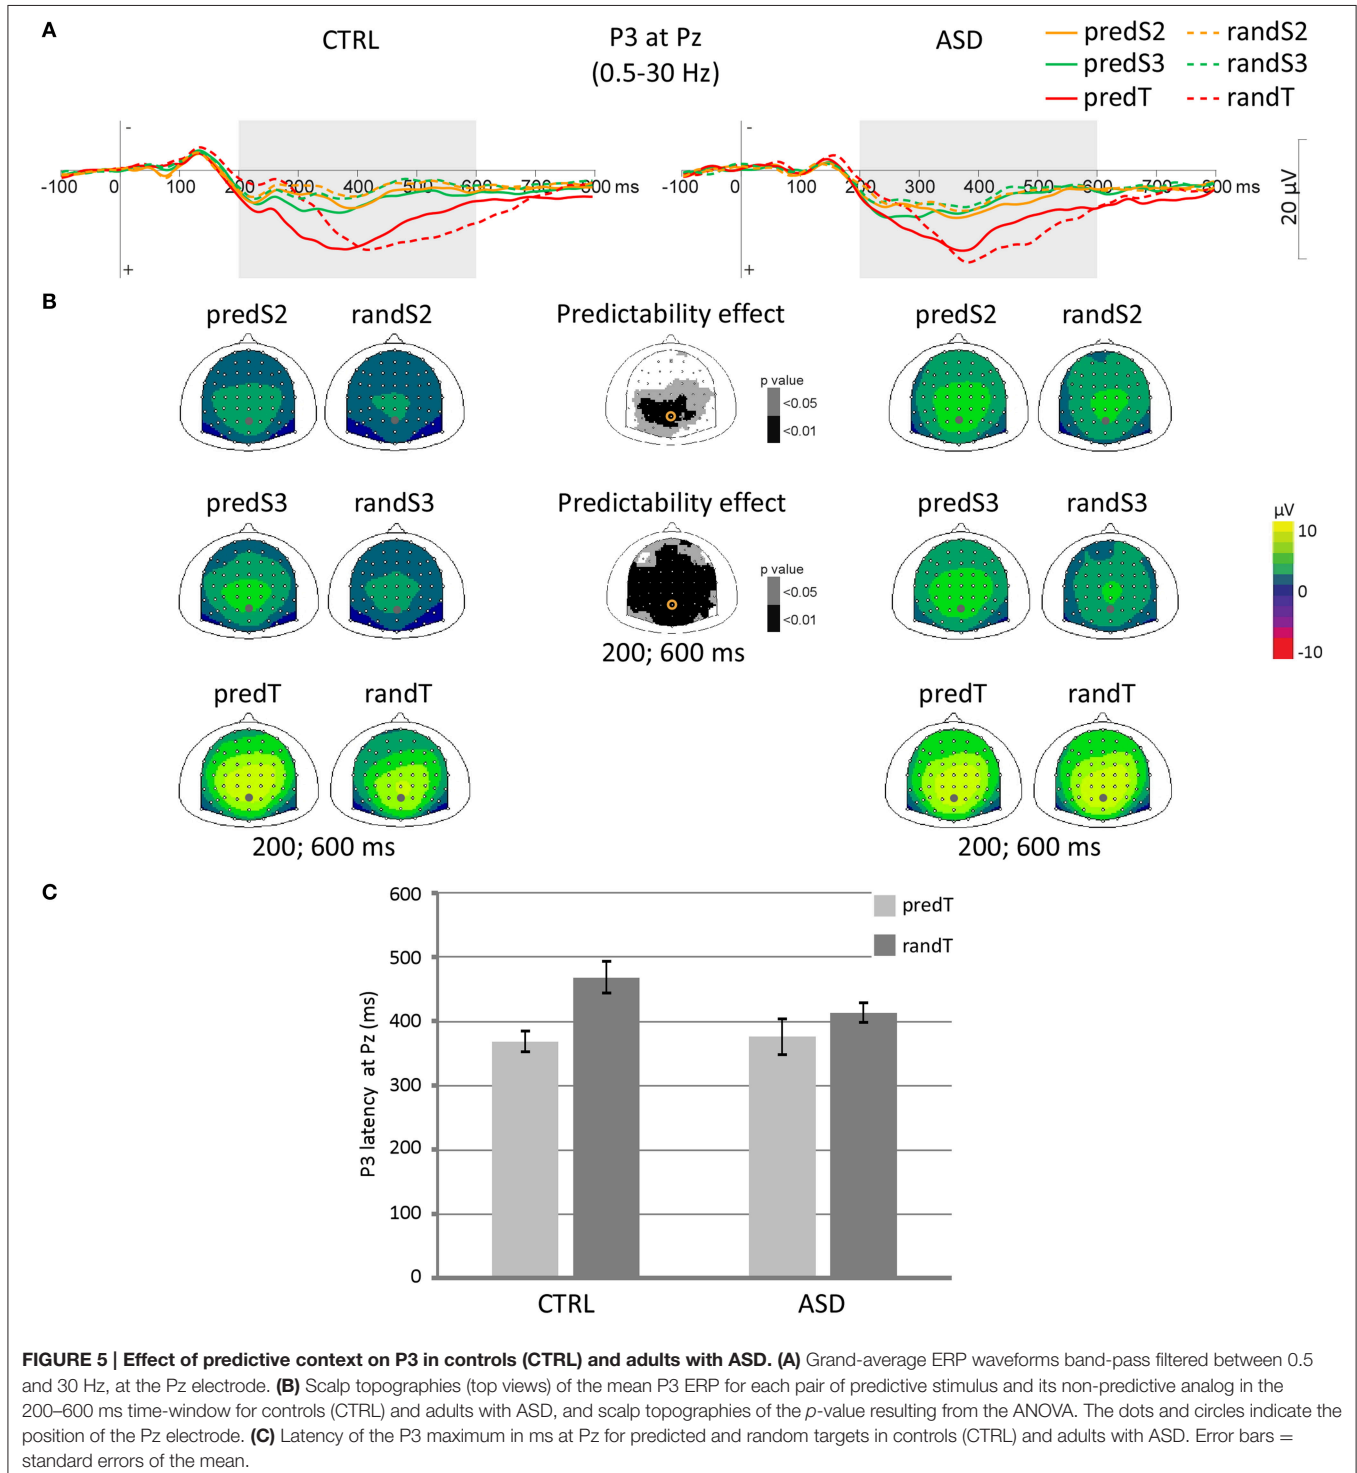 A
CTRL
P3 at Pz
(0.5-30 Hz)
ASD
predS2 randS2
predS3 randS3
predT randT
- -
-100 0 100 200 300 400 500 600 700 ms
-100 0 100 200 300 400 500 600 700 ms
+ +
20 µV
B
predS2 randS2 Predictability effect predS2 randS2
p value
<0.05
<0.01
predS3 randS3 Predictability effect predS3 randS3
p value
<0.05
<0.01
200; 600 ms
µV
10
0
-10
predT randT predT randT
200; 600 ms 200; 600 ms
C
P3 latency at Pz (ms)
600
500
400
300
200
100
0
predT
randT
CTRL ASD
FIGURE 5 | Effect of predictive context on P3 in controls (CTRL) and adults with ASD. (A) Grand-average ERP waveforms band-pass filtered between 0.5
and 30 Hz, at the Pz electrode. (B) Scalp topographies (top views) of the mean P3 ERP for each pair of predictive stimulus and its non-predictive analog in the
200–600 ms time-window for controls (CTRL) and adults with ASD, and scalp topographies of the p-value resulting from the ANOVA. The dots and circles indicate the
position of the Pz electrode. (C) Latency of the P3 maximum in ms at Pz for predicted and random targets in controls (CTRL) and adults with ASD. Error bars =
standard errors of the mean.